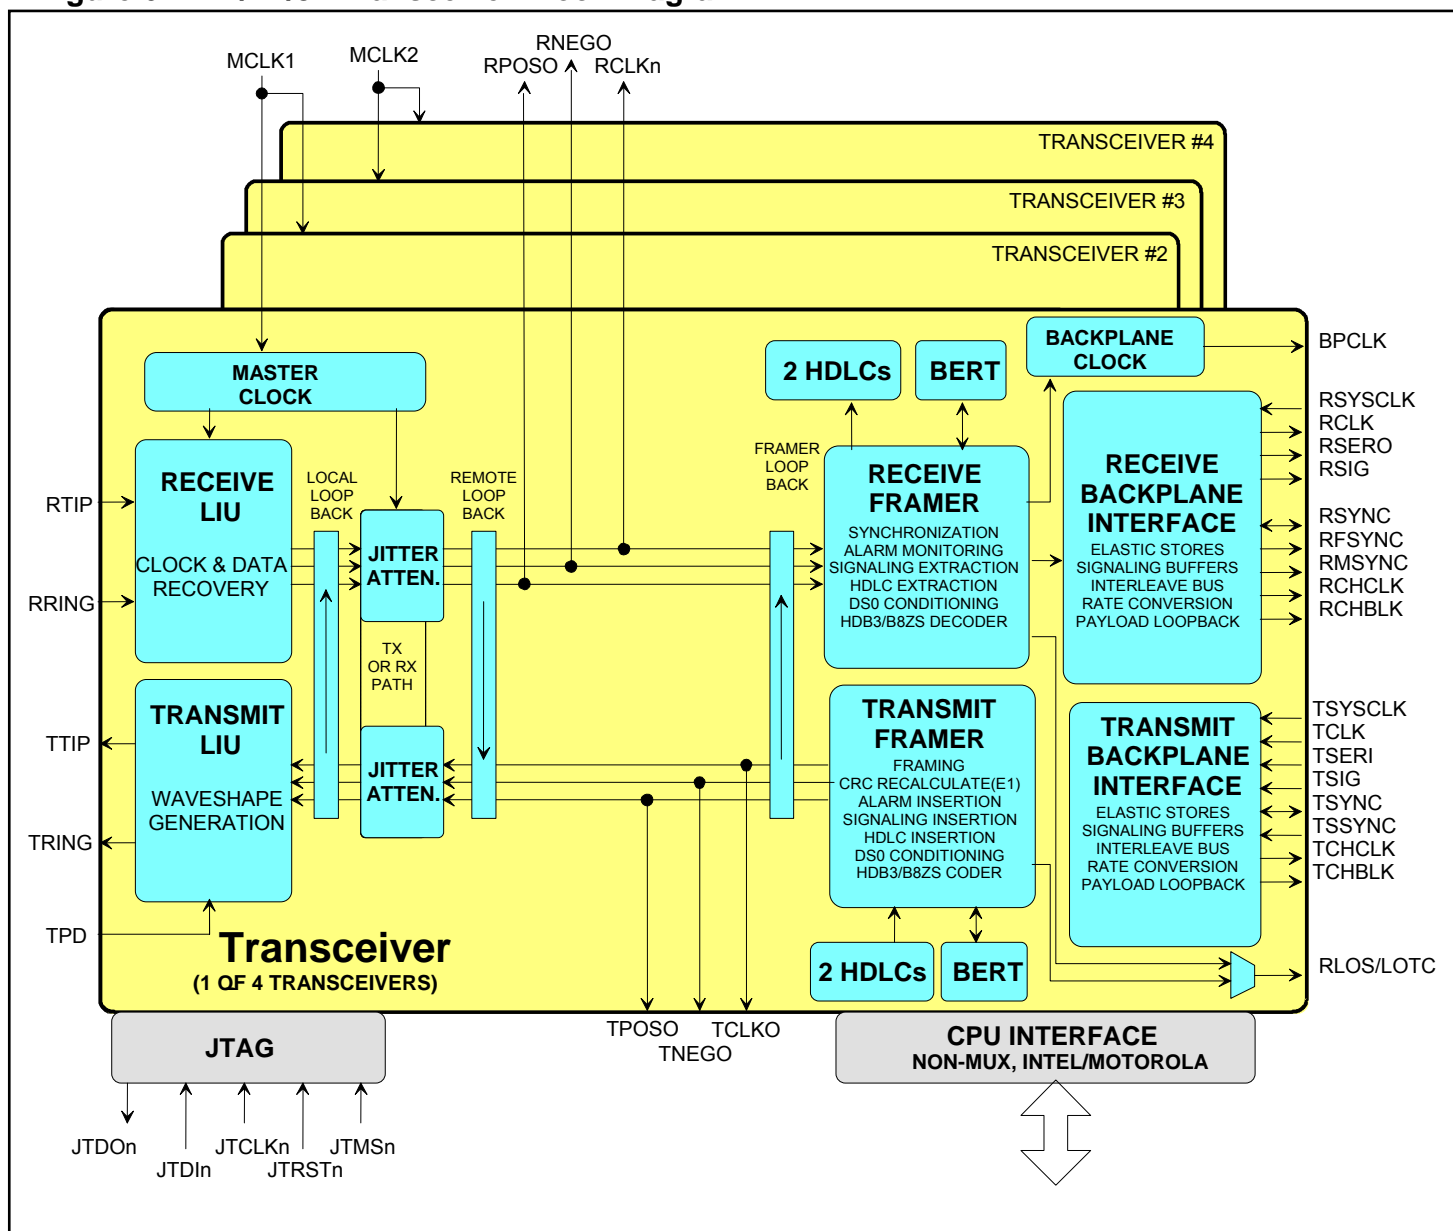 MCLK1
MCLK2
RNEGO
RPOSO
RCLKn
TRANSCEIVER #4
TRANSCEIVER #3
TRANSCEIVER #2
MASTER
CLOCK
2 HDLCs
BERT
BACKPLANE
CLOCK
BPCLK
RECEIVE
LIU
CLOCK & DATA
RECOVERY
RTIP
RRING
LOCAL
LOOP
BACK
JITTER
ATTEN.
REMOTE
LOOP
BACK
FRAMER
LOOP
BACK
RECEIVE
FRAMER
SYNCHRONIZATION
ALARM MONITORING
SIGNALING EXTRACTION
HDLC EXTRACTION
DS0 CONDITIONING
HDB3/B8ZS DECODER
RECEIVE
BACKPLANE
INTERFACE
ELASTIC STORES
SIGNALING BUFFERS
INTERLEAVE BUS
RATE CONVERSION
PAYLOAD LOOPBACK
RSYSCLK
RCLK
RSERO
RSIG
RSYNC
RFSYNC
RMSYNC
RCHCLK
RCHBLK
TX
OR RX
PATH
TRANSMIT
LIU
WAVESHAPE
GENERATION
TTIP
TRING
TPD
JITTER
ATTEN.
TRANSMIT
FRAMER
FRAMING
CRC RECALCULATE(E1)
ALARM INSERTION
SIGNALING INSERTION
HDLC INSERTION
DS0 CONDITIONING
HDB3/B8ZS CODER
TRANSMIT
BACKPLANE
INTERFACE
ELASTIC STORES
SIGNALING BUFFERS
INTERLEAVE BUS
RATE CONVERSION
PAYLOAD LOOPBACK
TSYSCLK
TCLK
TSERI
TSIG
TSYNC
TSSYNC
TCHCLK
TCHBLK
Transceiver
(1 OF 4 TRANSCEIVERS)
2 HDLCs
BERT
RLOS/LOTC
TPOSO
TNEGO
TCLKO
JTAG
CPU INTERFACE
NON-MUX, INTEL/MOTOROLA
JTDOn
JTDIn
JTCLKn
JTRSTn
JTMSn